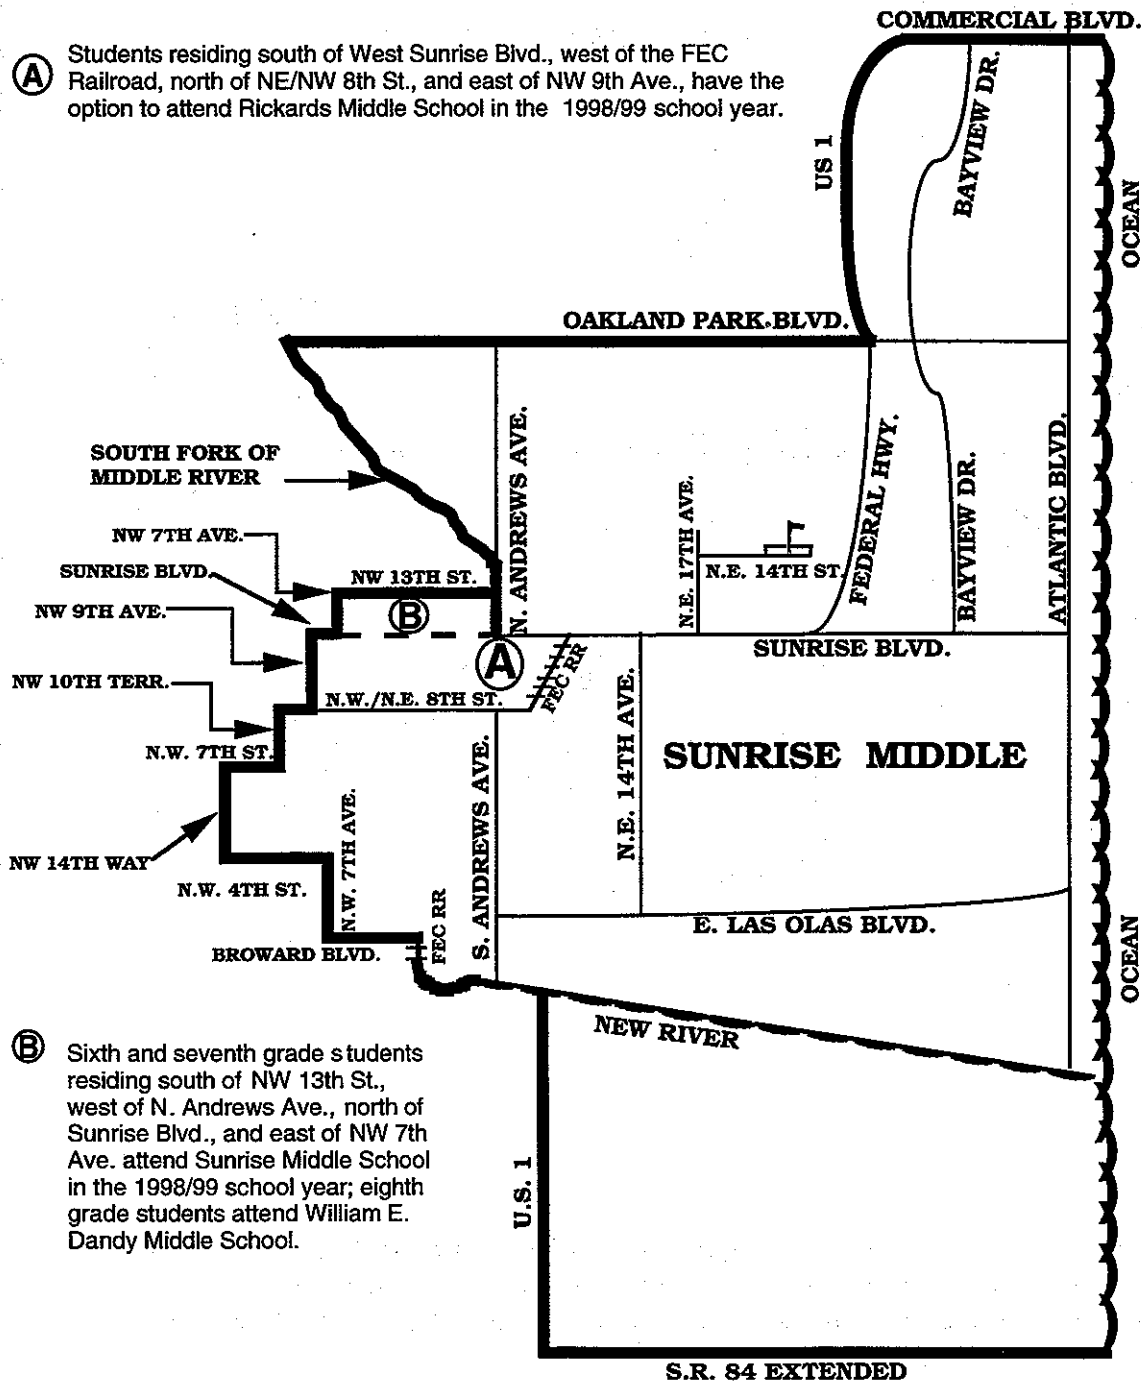 COMMERCIAL BLVD.
Ⓐ Students residing south of West Sunrise Blvd., west of the FEC
Railroad, north of NE/NW 8th St., and east of NW 9th Ave., have the
option to attend Rickards Middle School in the 1998/99 school year.
BAYVIEW DR.
US 1
OCEAN
OAKLAND PARK BLVD.
SOUTH FORK OF
MIDDLE RIVER
N. ANDREWS AVE.
FEDERAL HWY.
BAYVIEW DR.
ATLANTIC BLVD.
N.E. 17TH AVE.
NW 7TH AVE.
N.E. 14TH ST.
SUNRISE BLVD.
NW 13TH ST.
NW 9TH AVE.
B
SUNRISE BLVD.
A
FEC RR
NW 10TH TERR.
N.W./N.E. 8TH ST.
N.W. 7TH ST.
SUNRISE MIDDLE
N.E. 14TH AVE.
S. ANDREWS AVE.
N.W. 7TH AVE.
NW 14TH WAY
N.W. 4TH ST.
FEC RR
E. LAS OLAS BLVD.
BROWARD BLVD.
OCEAN
NEW RIVER
Ⓑ Sixth and seventh grade students
residing south of NW 13th St.,
west of N. Andrews Ave., north of
Sunrise Blvd., and east of NW 7th
Ave. attend Sunrise Middle School
in the 1998/99 school year; eighth
grade students attend William E.
Dandy Middle School.
U.S. 1
S.R. 84 EXTENDED